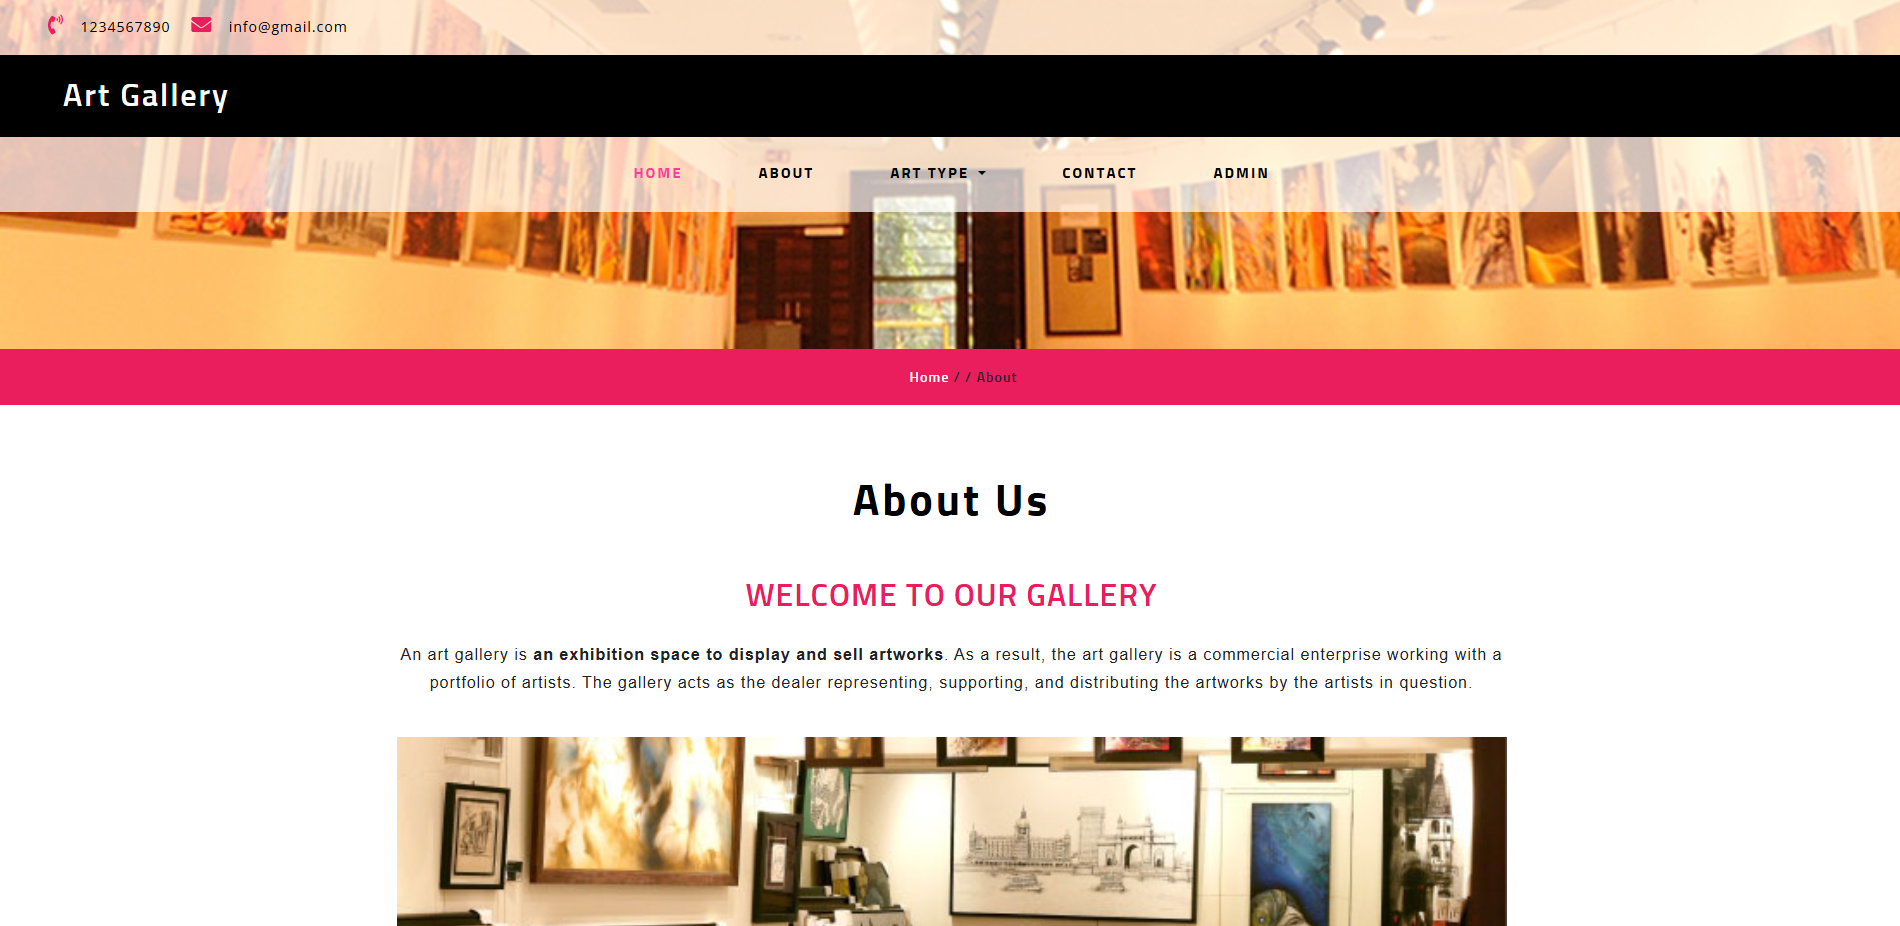 1234567890 info@gmail.com
Art Gallery
HOME ABOUT ART TYPE CONTACT ADMIN
Home / / About
About Us
WELCOME TO OUR GALLERY
An art gallery is an exhibition space to display and sell artworks. As a result, the art gallery is a commercial enterprise working with a
portfolio of artists. The gallery acts as the dealer representing, supporting, and distributing the artworks by the artists in question.